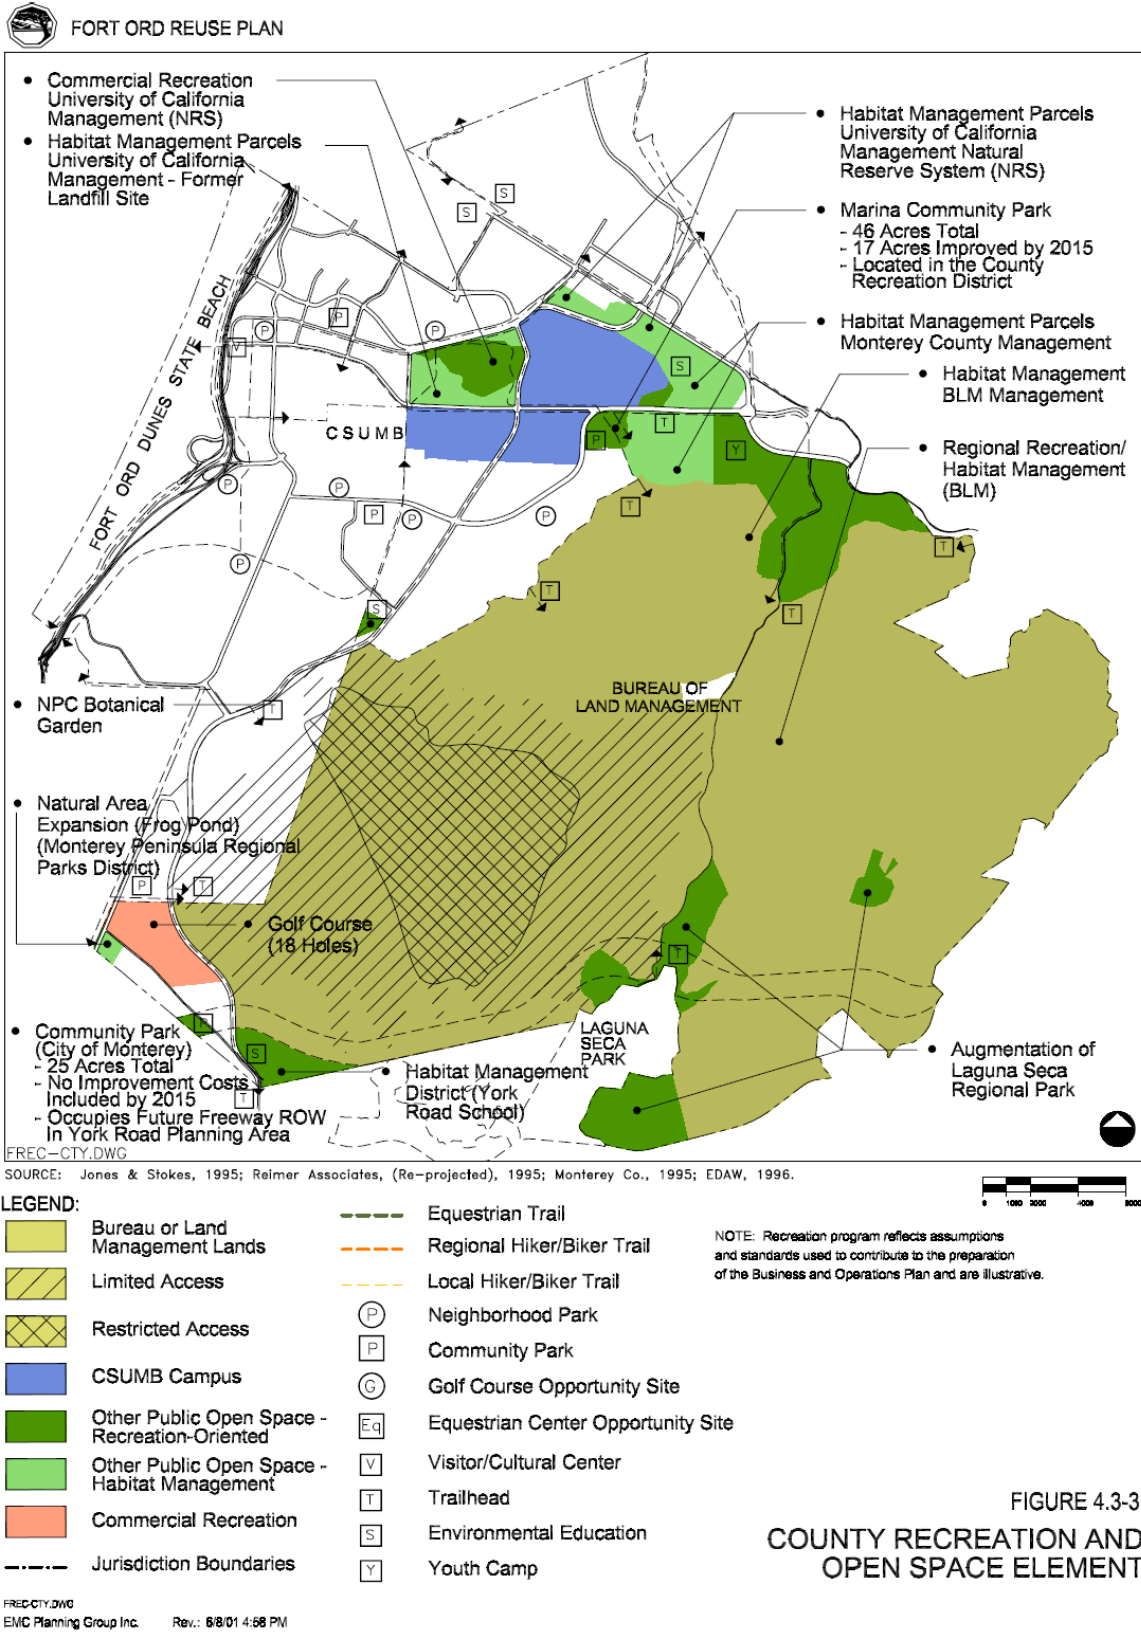 FORT ORD REUSE PLAN
Commercial Recreation
University of California
Management (NRS)
Habitat Management Parcels
University of California
Management - Former
Landfill Site
Habitat Management Parcels
University of California
Management Natural
Reserve System (NRS)
Marina Community Park
- 46 Acres Total
- 17 Acres Improved by 2015
- Located in the County
Recreation District
Habitat Management Parcels
Monterey County Management
Habitat Management
BLM Management
Regional Recreation/
Habitat Management
(BLM)
FORT ORD DUNES STATE BEACH
S
S
P
P
P
V
S
CSUMB
P
T
Y
P
P
P
P
P
T
P
T
T
S
T
BUREAU OF
LAND MANAGEMENT
NPC Botanical
Garden
T
Natural Area
Expansion (Frog Pond)
(Monterey Peninsula Regional
Parks District)
P
T
Golf Course
(18 Holes)
T
Community Park
(City of Monterey)
- 25 Acres Total
- No Improvement Costs
Included by 2015
- Occupies Future Freeway ROW
In York Road Planning Area
P
S
T
LAGUNA
SECA
PARK
Habitat Management
District (York
Road School)
Augmentation of
Laguna Seca
Regional Park
FREC-CTY.DWG
SOURCE: Jones & Stokes, 1995; Reimer Associates, (Re-projected), 1995; Monterey Co., 1995; EDAW, 1996.
0 1000 2000 4000 8000
LEGEND:
Bureau or Land
Management Lands
Limited Access
Restricted Access
CSUMB Campus
Other Public Open Space -
Recreation-Oriented
Other Public Open Space -
Habitat Management
Commercial Recreation
Jurisdiction Boundaries
Equestrian Trail
Regional Hiker/Biker Trail
Local Hiker/Biker Trail
P Neighborhood Park
P Community Park
G Golf Course Opportunity Site
Eq Equestrian Center Opportunity Site
V Visitor/Cultural Center
T Trailhead
S Environmental Education
Y Youth Camp
NOTE: Recreation program reflects assumptions
and standards used to contribute to the preparation
of the Business and Operations Plan and are illustrative.
FIGURE 4.3-3
COUNTY RECREATION AND
OPEN SPACE ELEMENT
FREC-CTY.DWG
EMC Planning Group Inc. Rev.: 6/8/01 4:58 PM